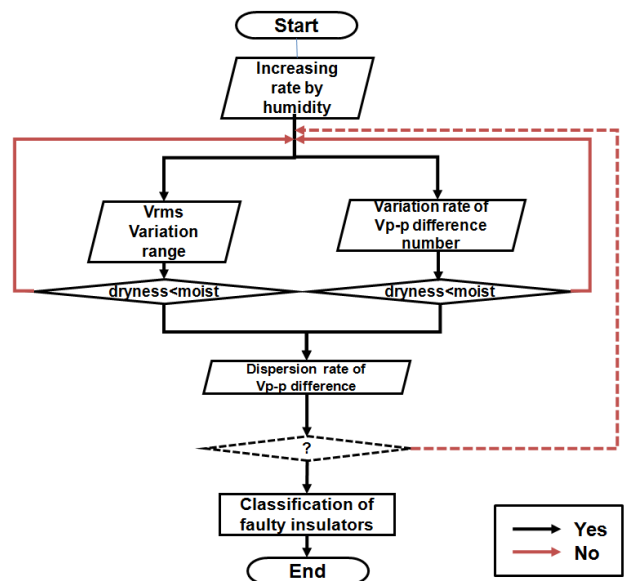 Start
Increasing
rate by
humidity
Vrms
Variation
range
Variation rate of
Vp-p difference
number
dryness<moist
dryness<moist
Dispersion rate of
Vp-p difference
?
Classification of
faulty insulators
End
Yes
No